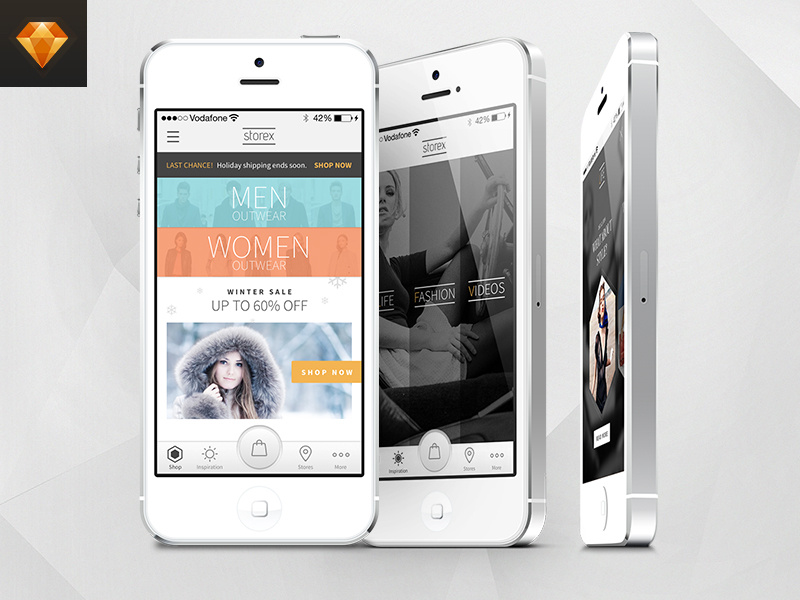 ●●●○○ Vodafone 42%
storex
LAST CHANCE! Holiday shipping ends soon. SHOP NOW
MEN
OUTWEAR
WOMEN
OUTWEAR
WINTER SALE
UP TO 60% OFF
SHOP NOW
Shop Inspiration Stores More
Vodafone 42%
storex
LIFE FASHION VIDEOS
Inspiration Stores More
READ MORE